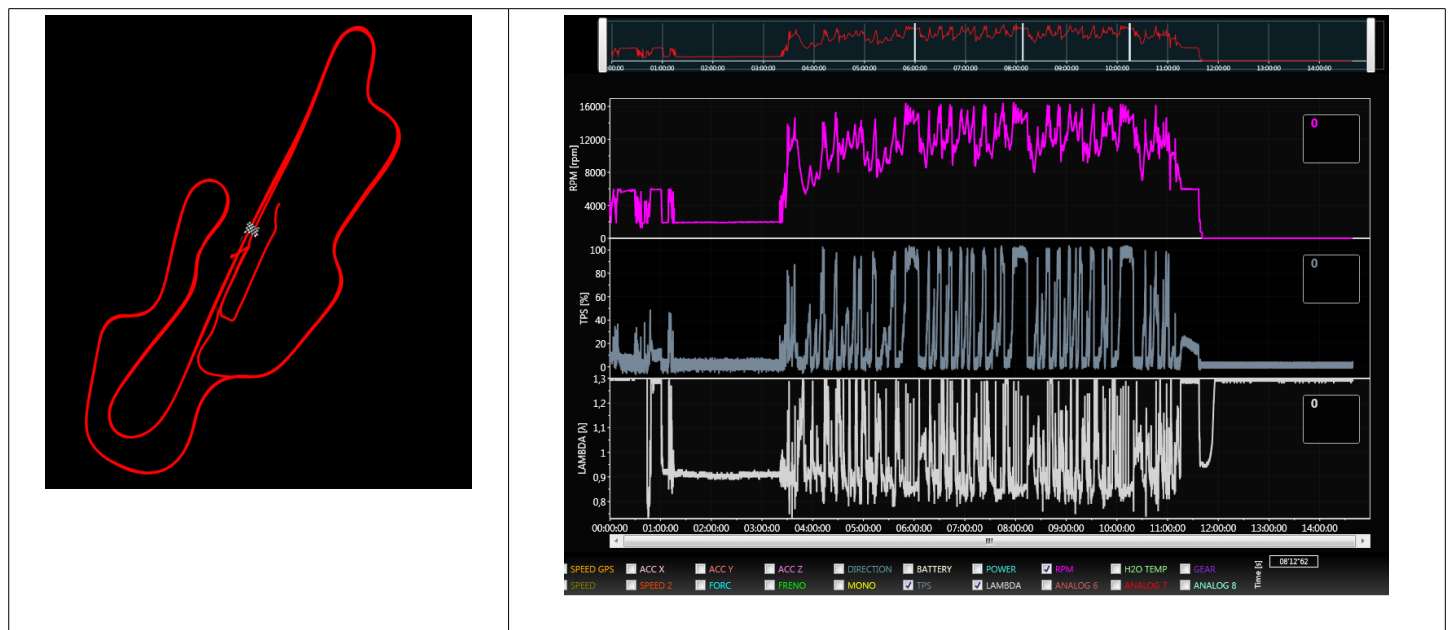 00:00 01:00:00 02:00:00 03:00:00 04:00:00 05:00:00 06:00:00 07:00:00 08:00:00 09:00:00 10:00:00 11:00:00 12:00:00 13:00:00 14:00:00
RPM [rpm]
16000
12000
8000
4000
0
0
TPS [%]
100
80
60
40
20
0
0
LAMBDA [λ]
1,3
1,2
1,1
1
0,9
0,8
0
00:00:00 01:00:00 02:00:00 03:00:00 04:00:00 05:00:00 06:00:00 07:00:00 08:00:00 09:00:00 10:00:00 11:00:00 12:00:00 13:00:00 14:00:00
SPEED GPS ACC X ACC Y ACC Z DIRECTION BATTERY POWER RPM H2O TEMP GEAR
SPEED SPEED 2 FORC FRENO MONO TPS LAMBDA ANALOG 6 ANALOG 7 ANALOG 8
Time [s]
08'12"62